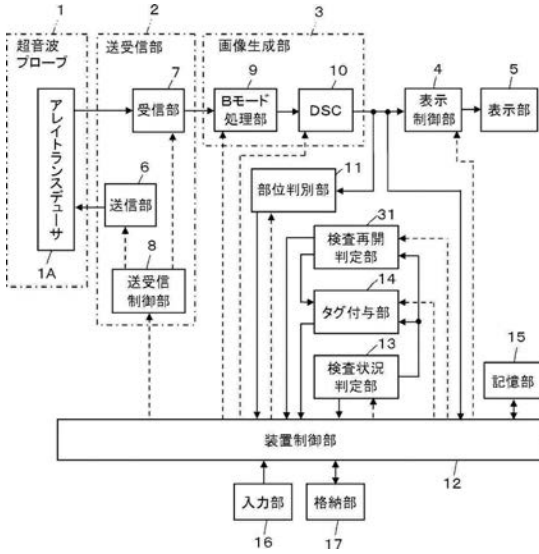 1
2
3
超音波
プローブ
送受信部
画像生成部
7
9
10
4
5
アレイトランスデューサ
受信部
Bモード
処理部
DSC
表示
制御部
表示部
6
11
送信部
部位判別部
31
検査再開
判定部
1A
8
送受信
制御部
14
タグ付与部
13
検査状況
判定部
15
記憶部
装置制御部
12
入力部
格納部
16
17